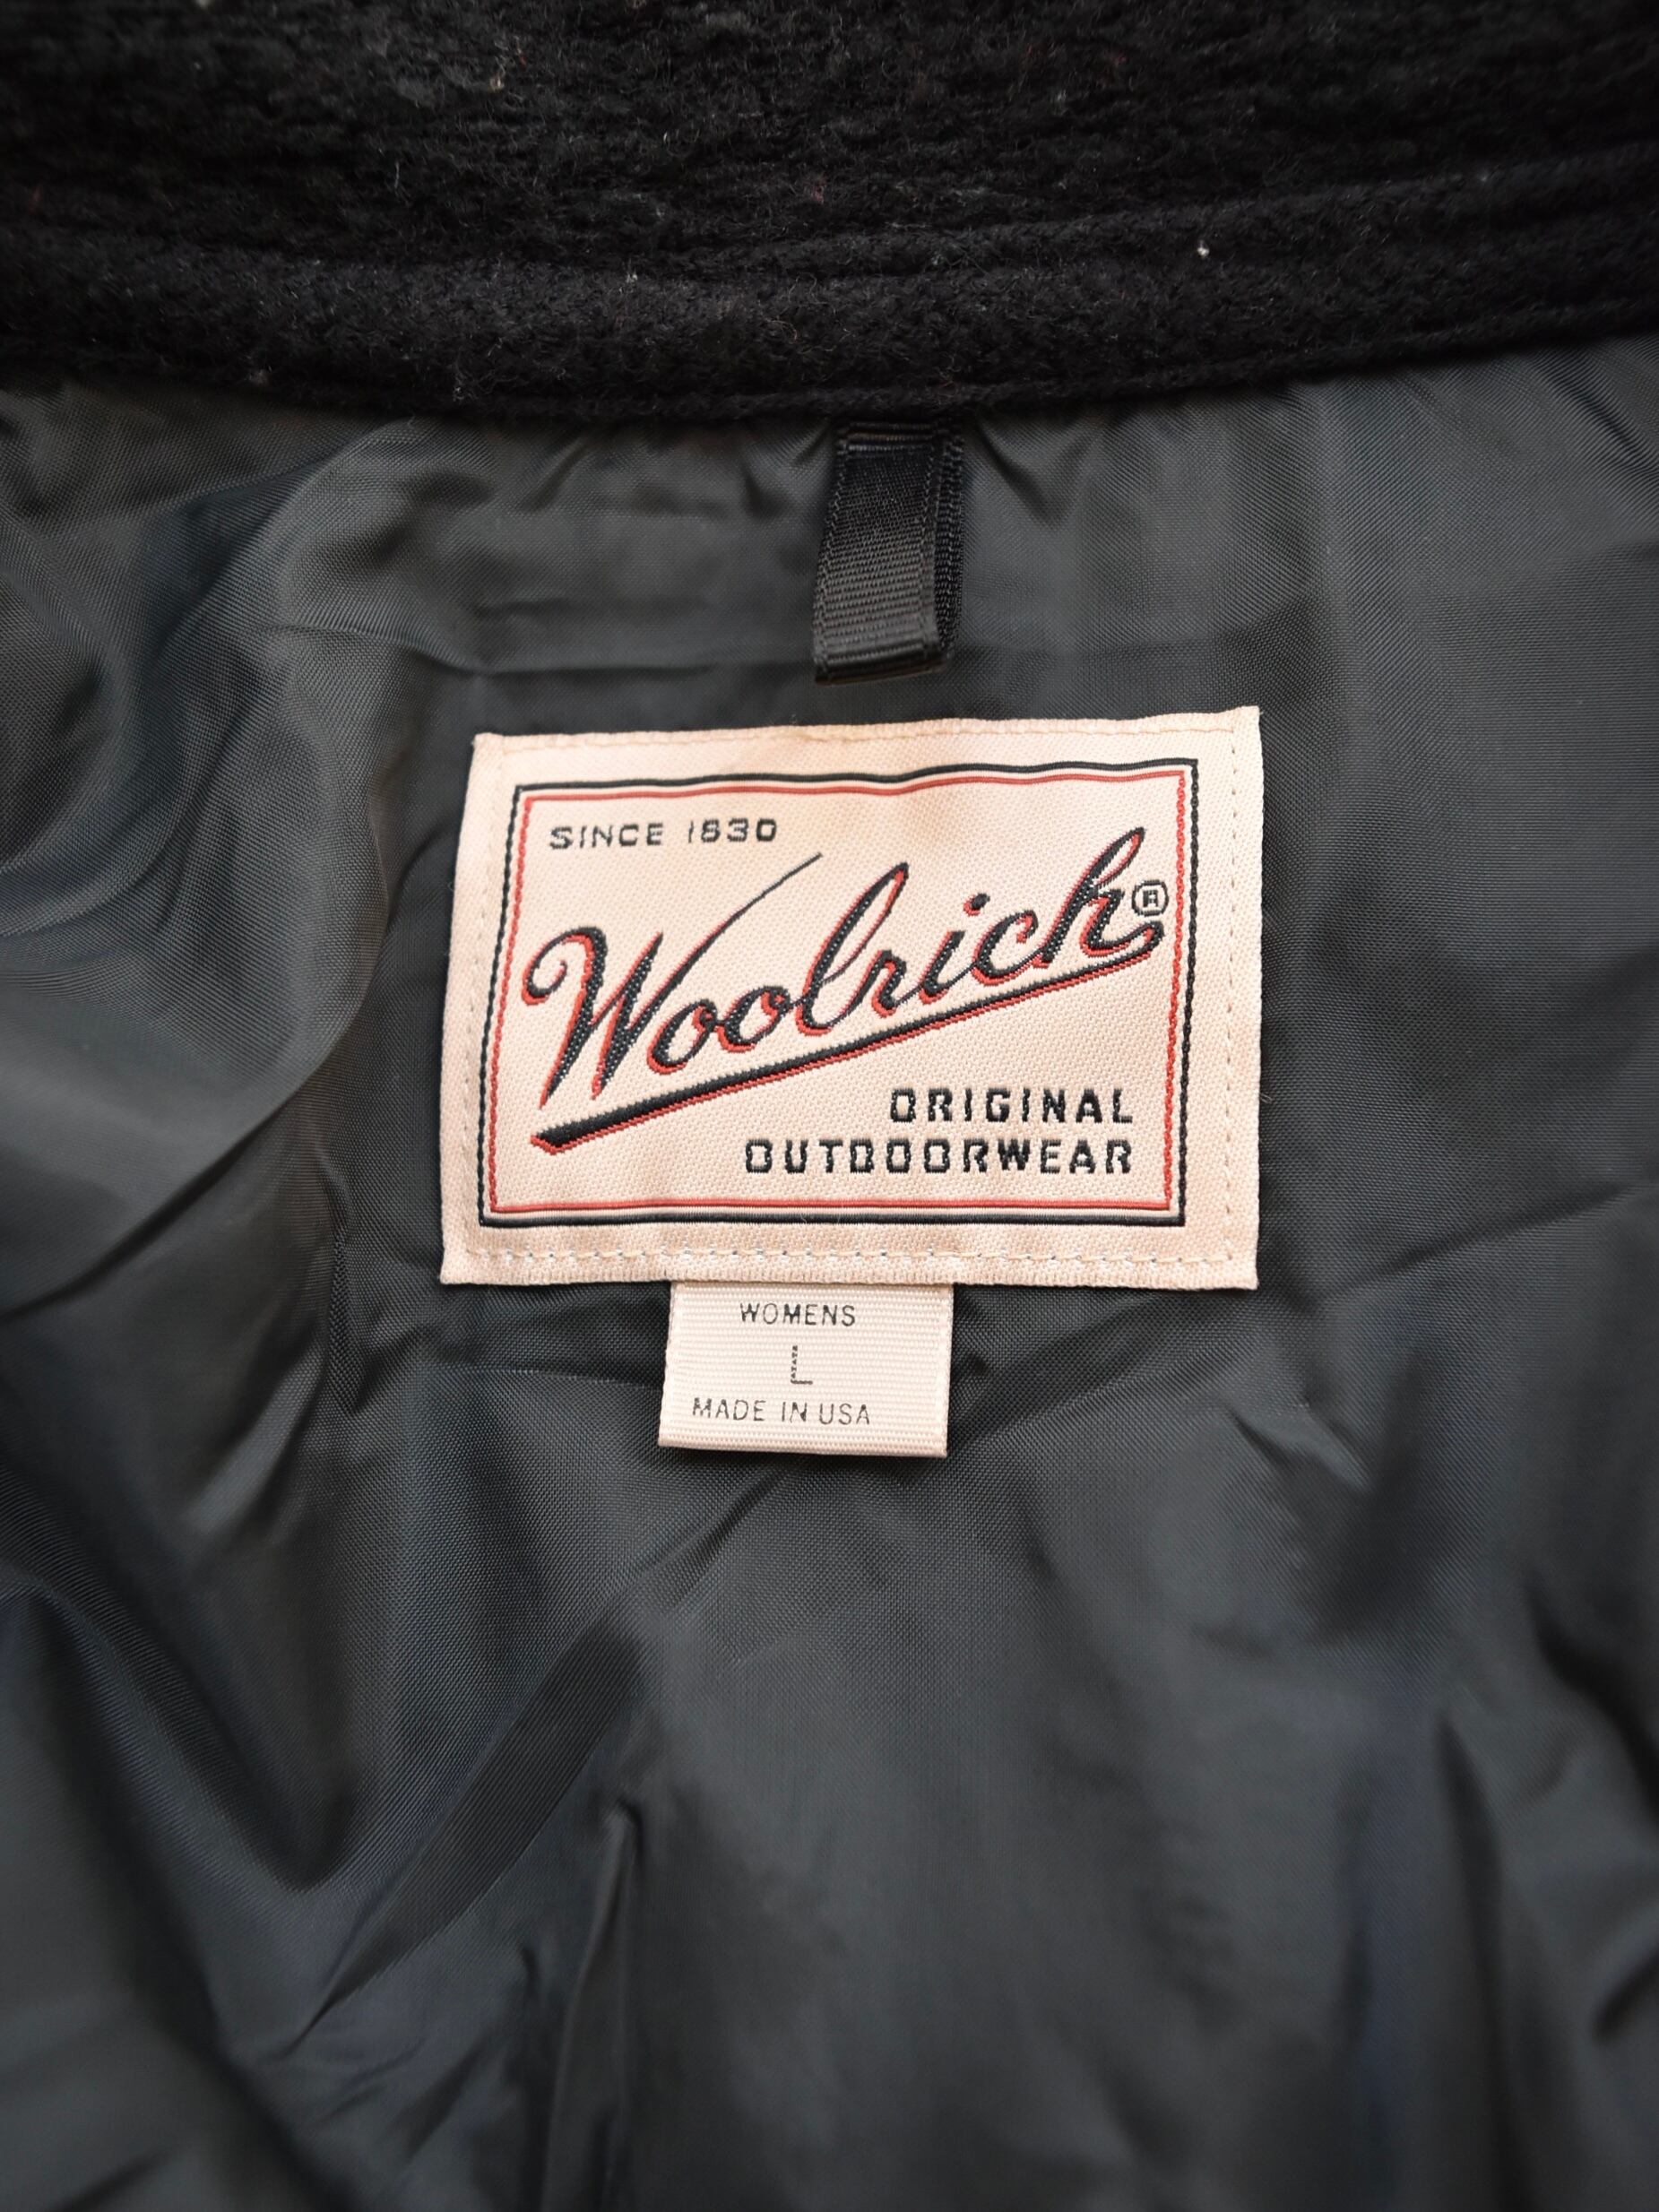 SINCE 1830
Woolrich®
ORIGINAL
OUTDOORWEAR
WOMENS
L
MADE IN USA